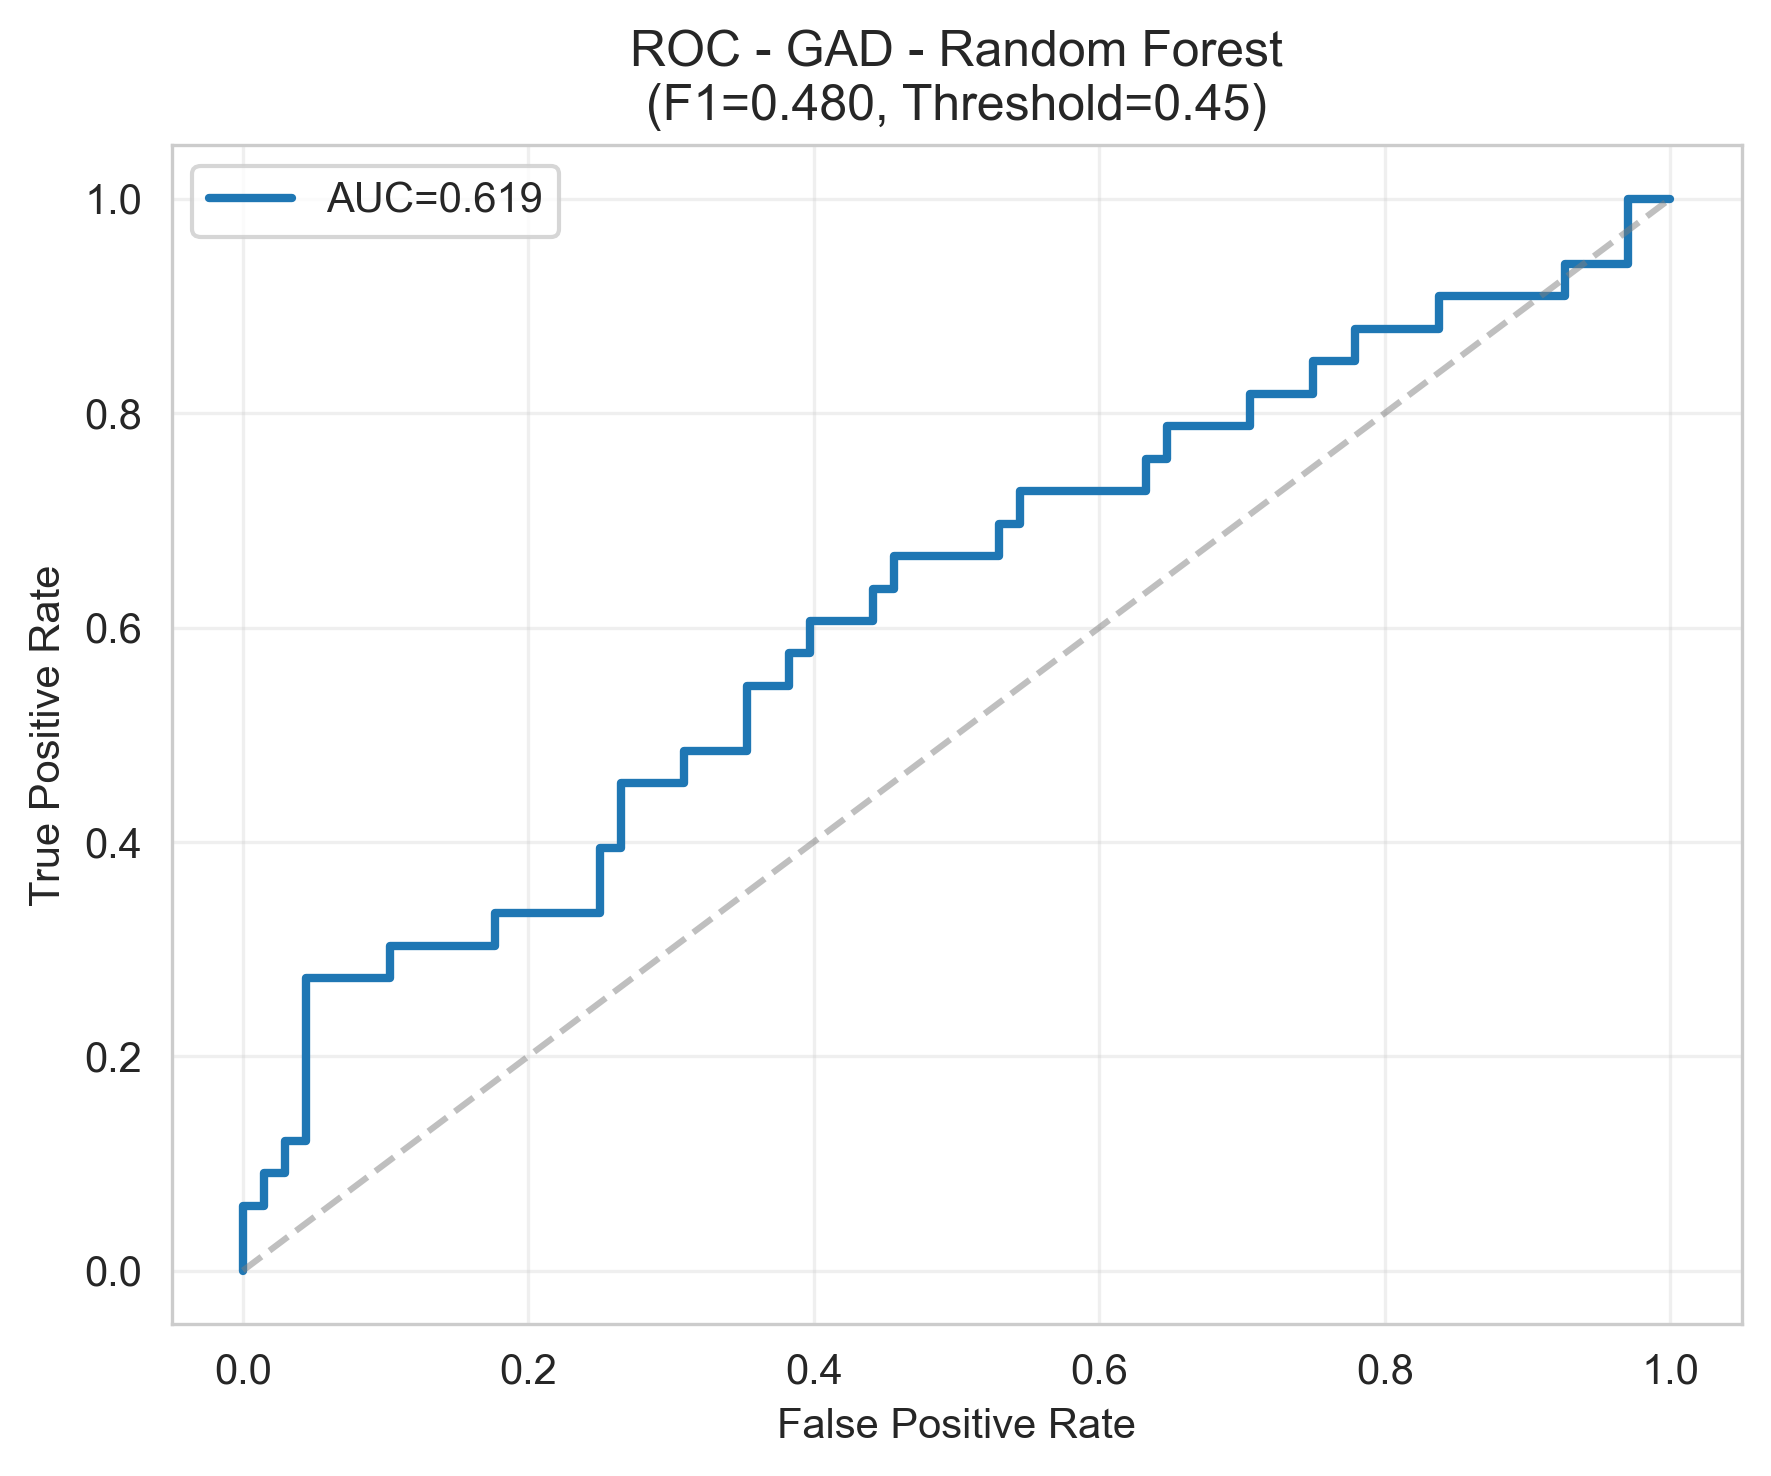 ROC - GAD - Random Forest
(F1=0.480, Threshold=0.45)
AUC=0.619
True Positive Rate
1.0
0.8
0.6
0.4
0.2
0.0
0.0 0.2 0.4 0.6 0.8 1.0
False Positive Rate